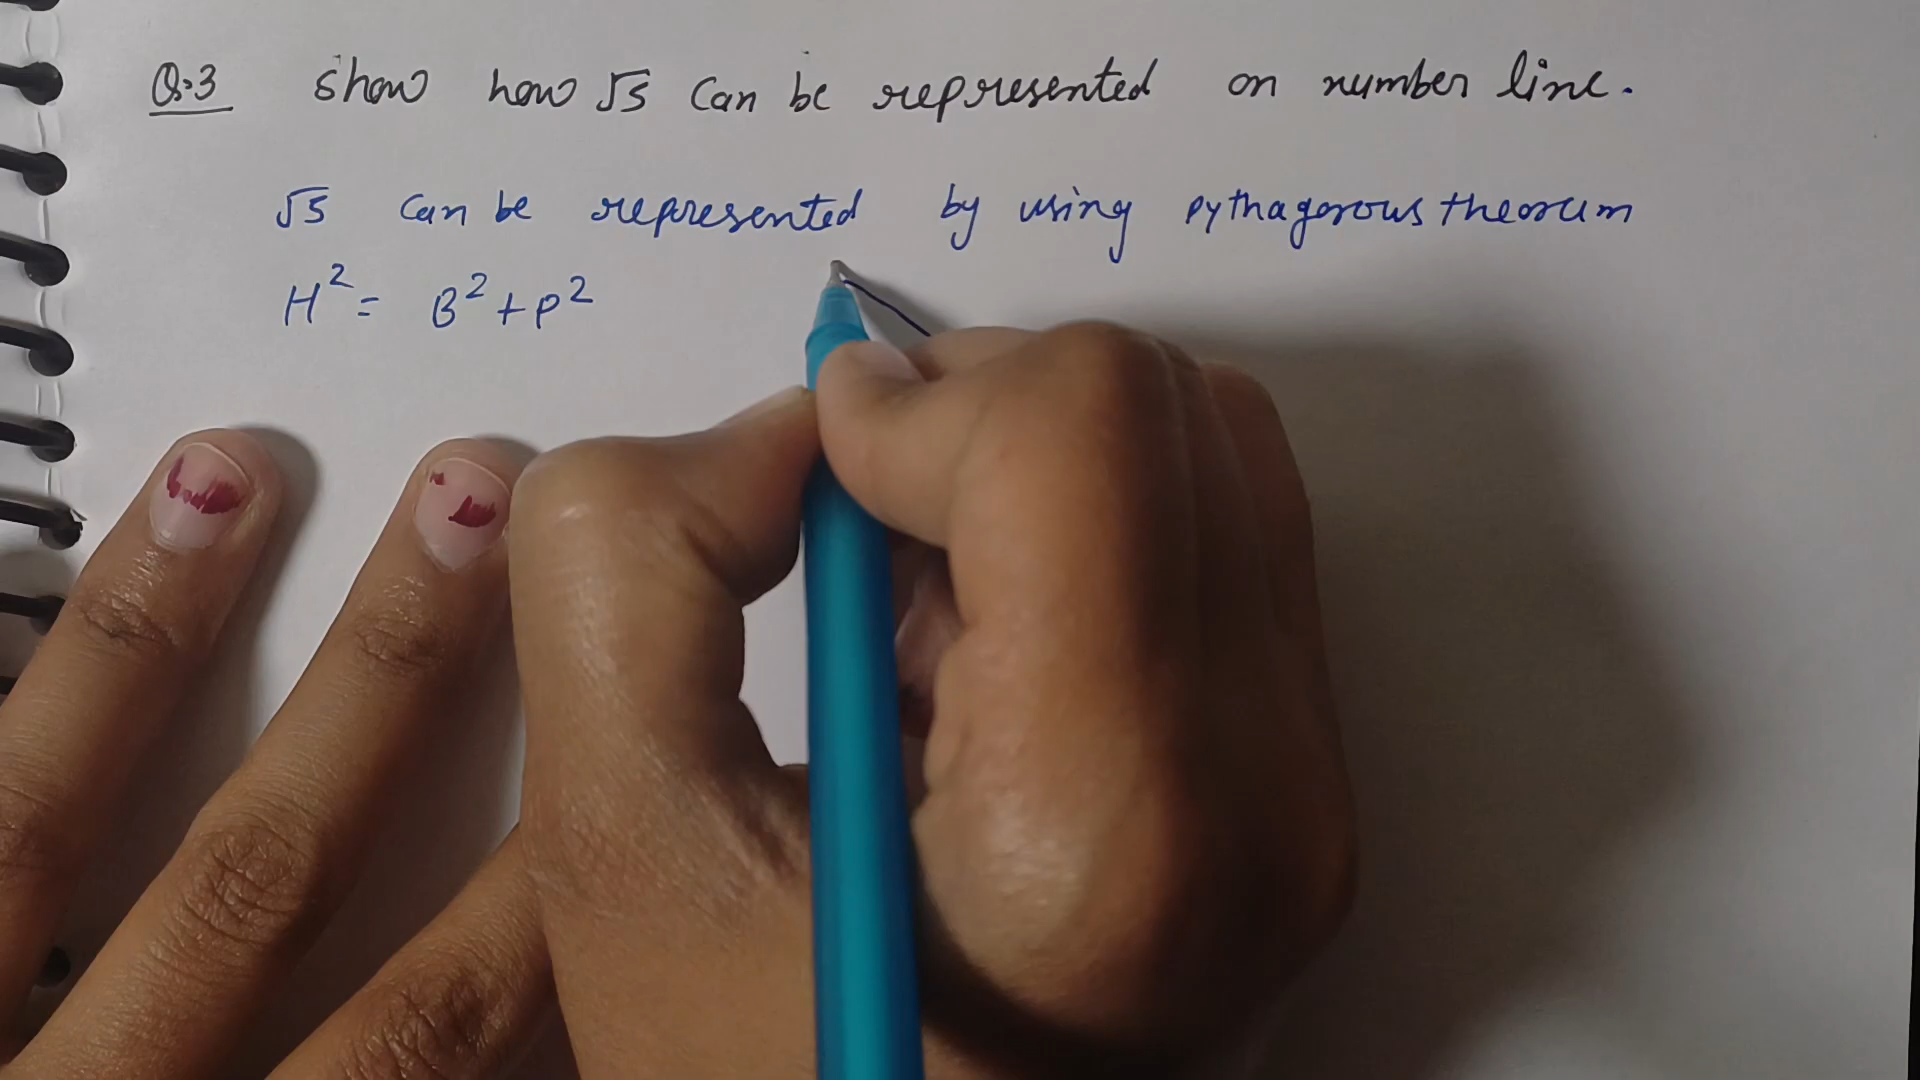 Q.3 Show how √5 can be represented on number line.
√5 can be represented by using pythagorous theorum
H² = B² + P²